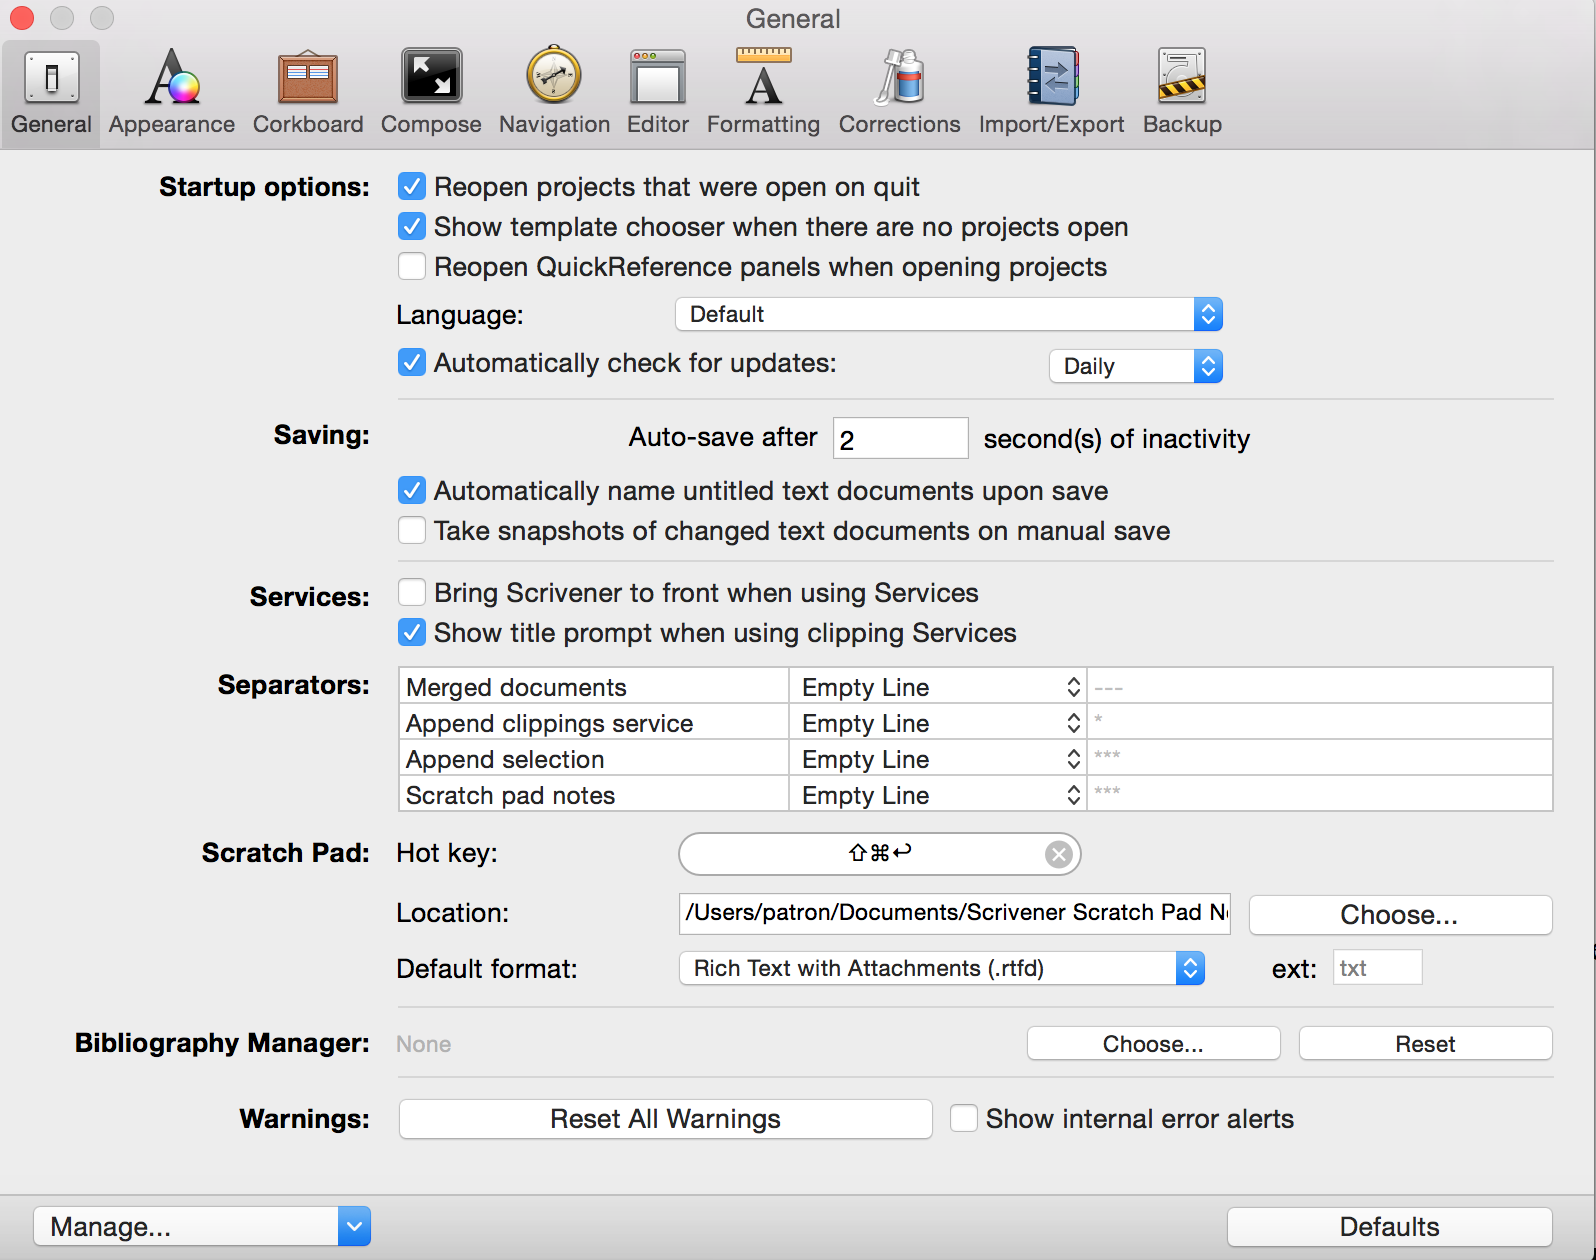 General
General Appearance Corkboard Compose Navigation Editor Formatting Corrections Import/Export Backup
Startup options: Reopen projects that were open on quit
Show template chooser when there are no projects open
Reopen QuickReference panels when opening projects
Language: Default
Automatically check for updates: Daily
Saving: Auto-save after 2 second(s) of inactivity
Automatically name untitled text documents upon save
Take snapshots of changed text documents on manual save
Services: Bring Scrivener to front when using Services
Show title prompt when using clipping Services
Separators: Merged documents Empty Line ---
Append clippings service Empty Line *
Append selection Empty Line ***
Scratch pad notes Empty Line ***
Scratch Pad: Hot key: ⇧⌘↩
Location: /Users/patron/Documents/Scrivener Scratch Pad N Choose...
Default format: Rich Text with Attachments (.rtfd) ext: txt
Bibliography Manager: None Choose... Reset
Warnings: Reset All Warnings Show internal error alerts
Manage... Defaults